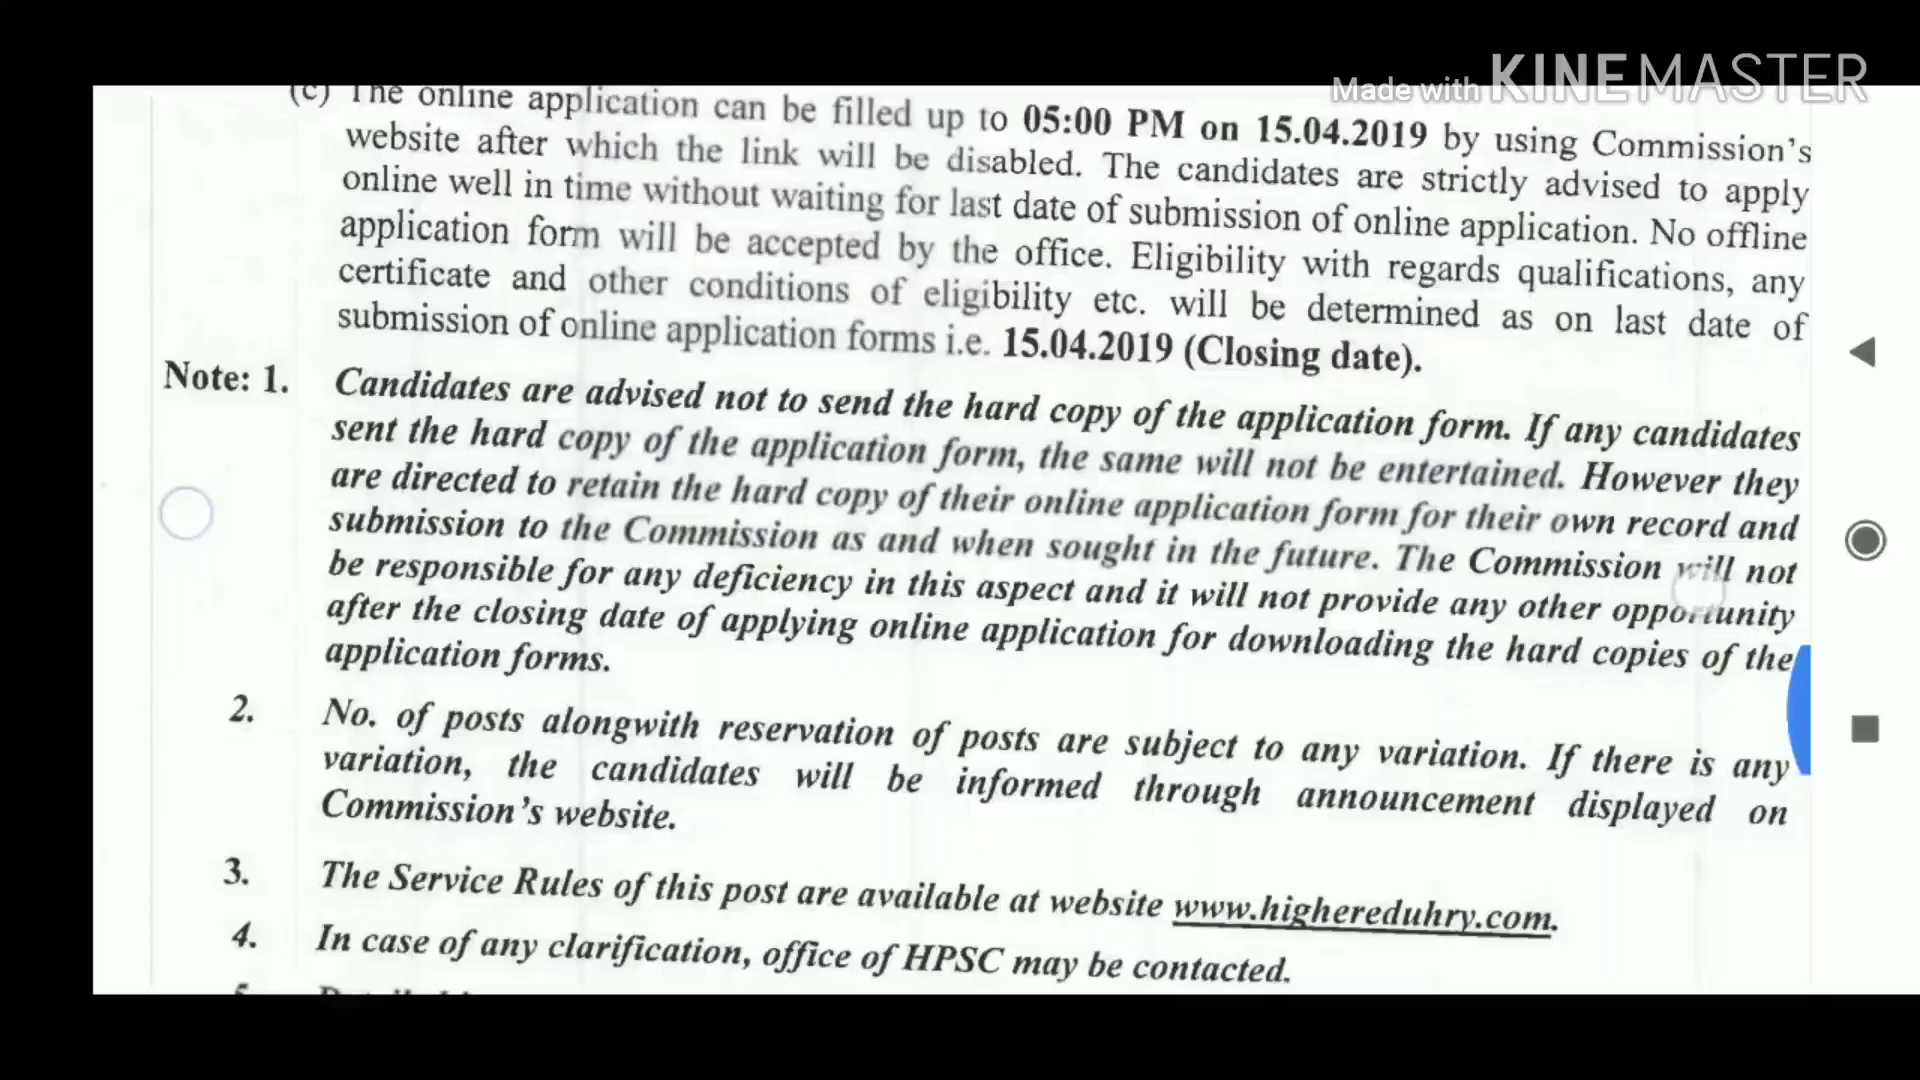 Made with KINEMASTER
(c) The online application can be filled up to 05:00 PM on 15.04.2019 by using Commission's
website after which the link will be disabled. The candidates are strictly advised to apply
online well in time without waiting for last date of submission of online application. No offline
application form will be accepted by the office. Eligibility with regards qualifications, any
certificate and other conditions of eligibility etc. will be determined as on last date of
submission of online application forms i.e. 15.04.2019 (Closing date).
Note: 1. Candidates are advised not to send the hard copy of the application form. If any candidates
sent the hard copy of the application form, the same will not be entertained. However they
are directed to retain the hard copy of their online application form for their own record and
submission to the Commission as and when sought in the future. The Commission will not
be responsible for any deficiency in this aspect and it will not provide any other opportunity
after the closing date of applying online application for downloading the hard copies of the
application forms.
2. No. of posts alongwith reservation of posts are subject to any variation. If there is any
variation, the candidates will be informed through announcement displayed on
Commission's website.
3. The Service Rules of this post are available at website www.highereduhry.com.
4. In case of any clarification, office of HPSC may be contacted.